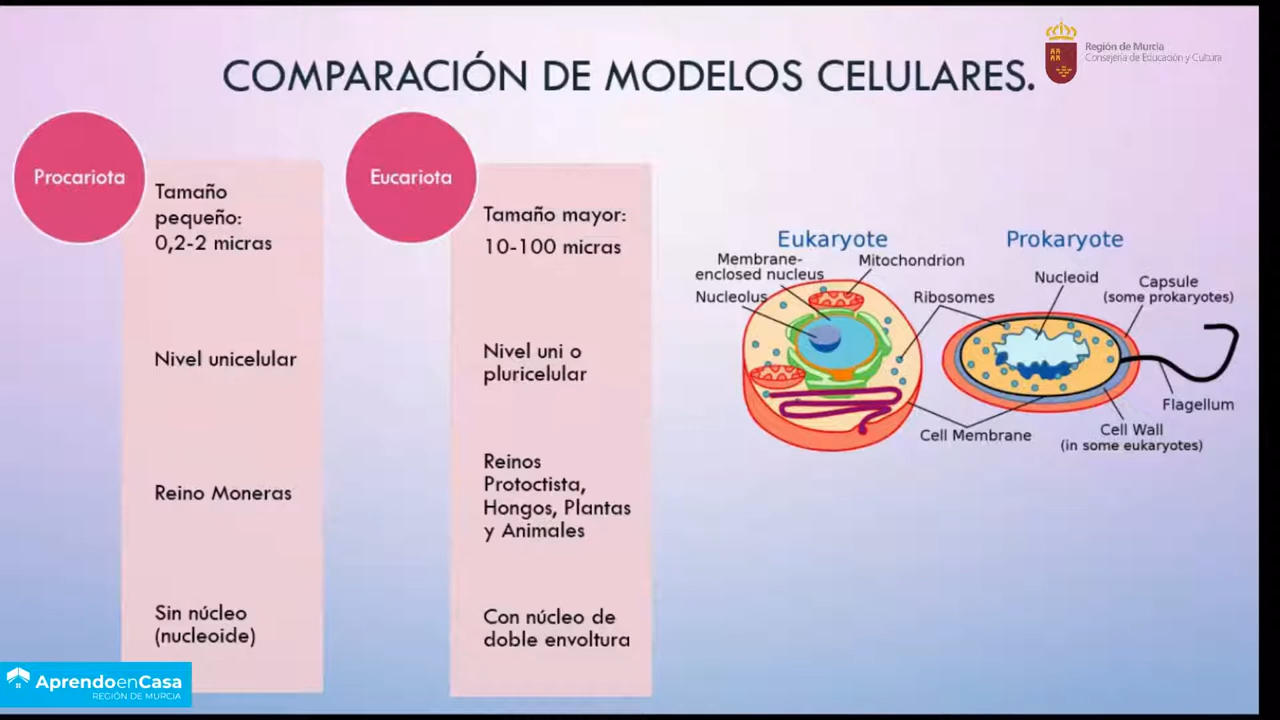 COMPARACIÓN DE MODELOS CELULARES.
Región de Murcia
Consejería de Educación y Cultura
Procariota
Tamaño
pequeño:
0,2-2 micras
Nivel unicelular
Reino Moneras
Sin núcleo
(nucleoide)
Eucariota
Tamaño mayor:
10-100 micras
Nivel uni o
pluricelular
Reinos
Protoctista,
Hongos, Plantas
y Animales
Con núcleo de
doble envoltura
Eukaryote
Membrane-
enclosed nucleus
Nucleolus
Mitochondrion
Ribosomes
Cell Membrane
Prokaryote
Nucleoid
Capsule
(some prokaryotes)
Flagellum
Cell Wall
(in some eukaryotes)
AprendoenCasa
REGIÓN DE MURCIA